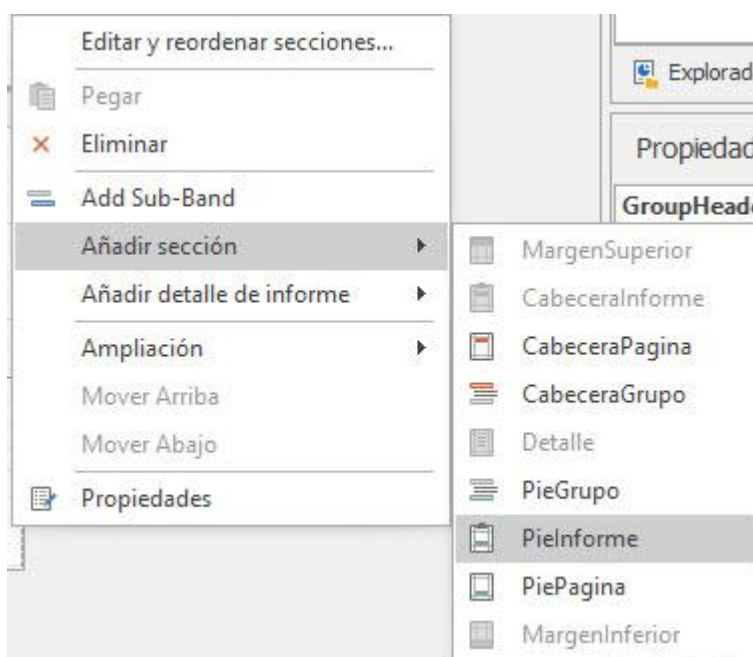 Editar y reordenar secciones...
Pegar
Eliminar
Add Sub-Band
Añadir sección
Añadir detalle de informe
Ampliación
Mover Arriba
Mover Abajo
Propiedades
Explorad
Propiedad
GroupHead
MargenSuperior
CabeceraInforme
CabeceraPagina
CabeceraGrupo
Detalle
PieGrupo
PieInforme
PiePagina
MargenInferior